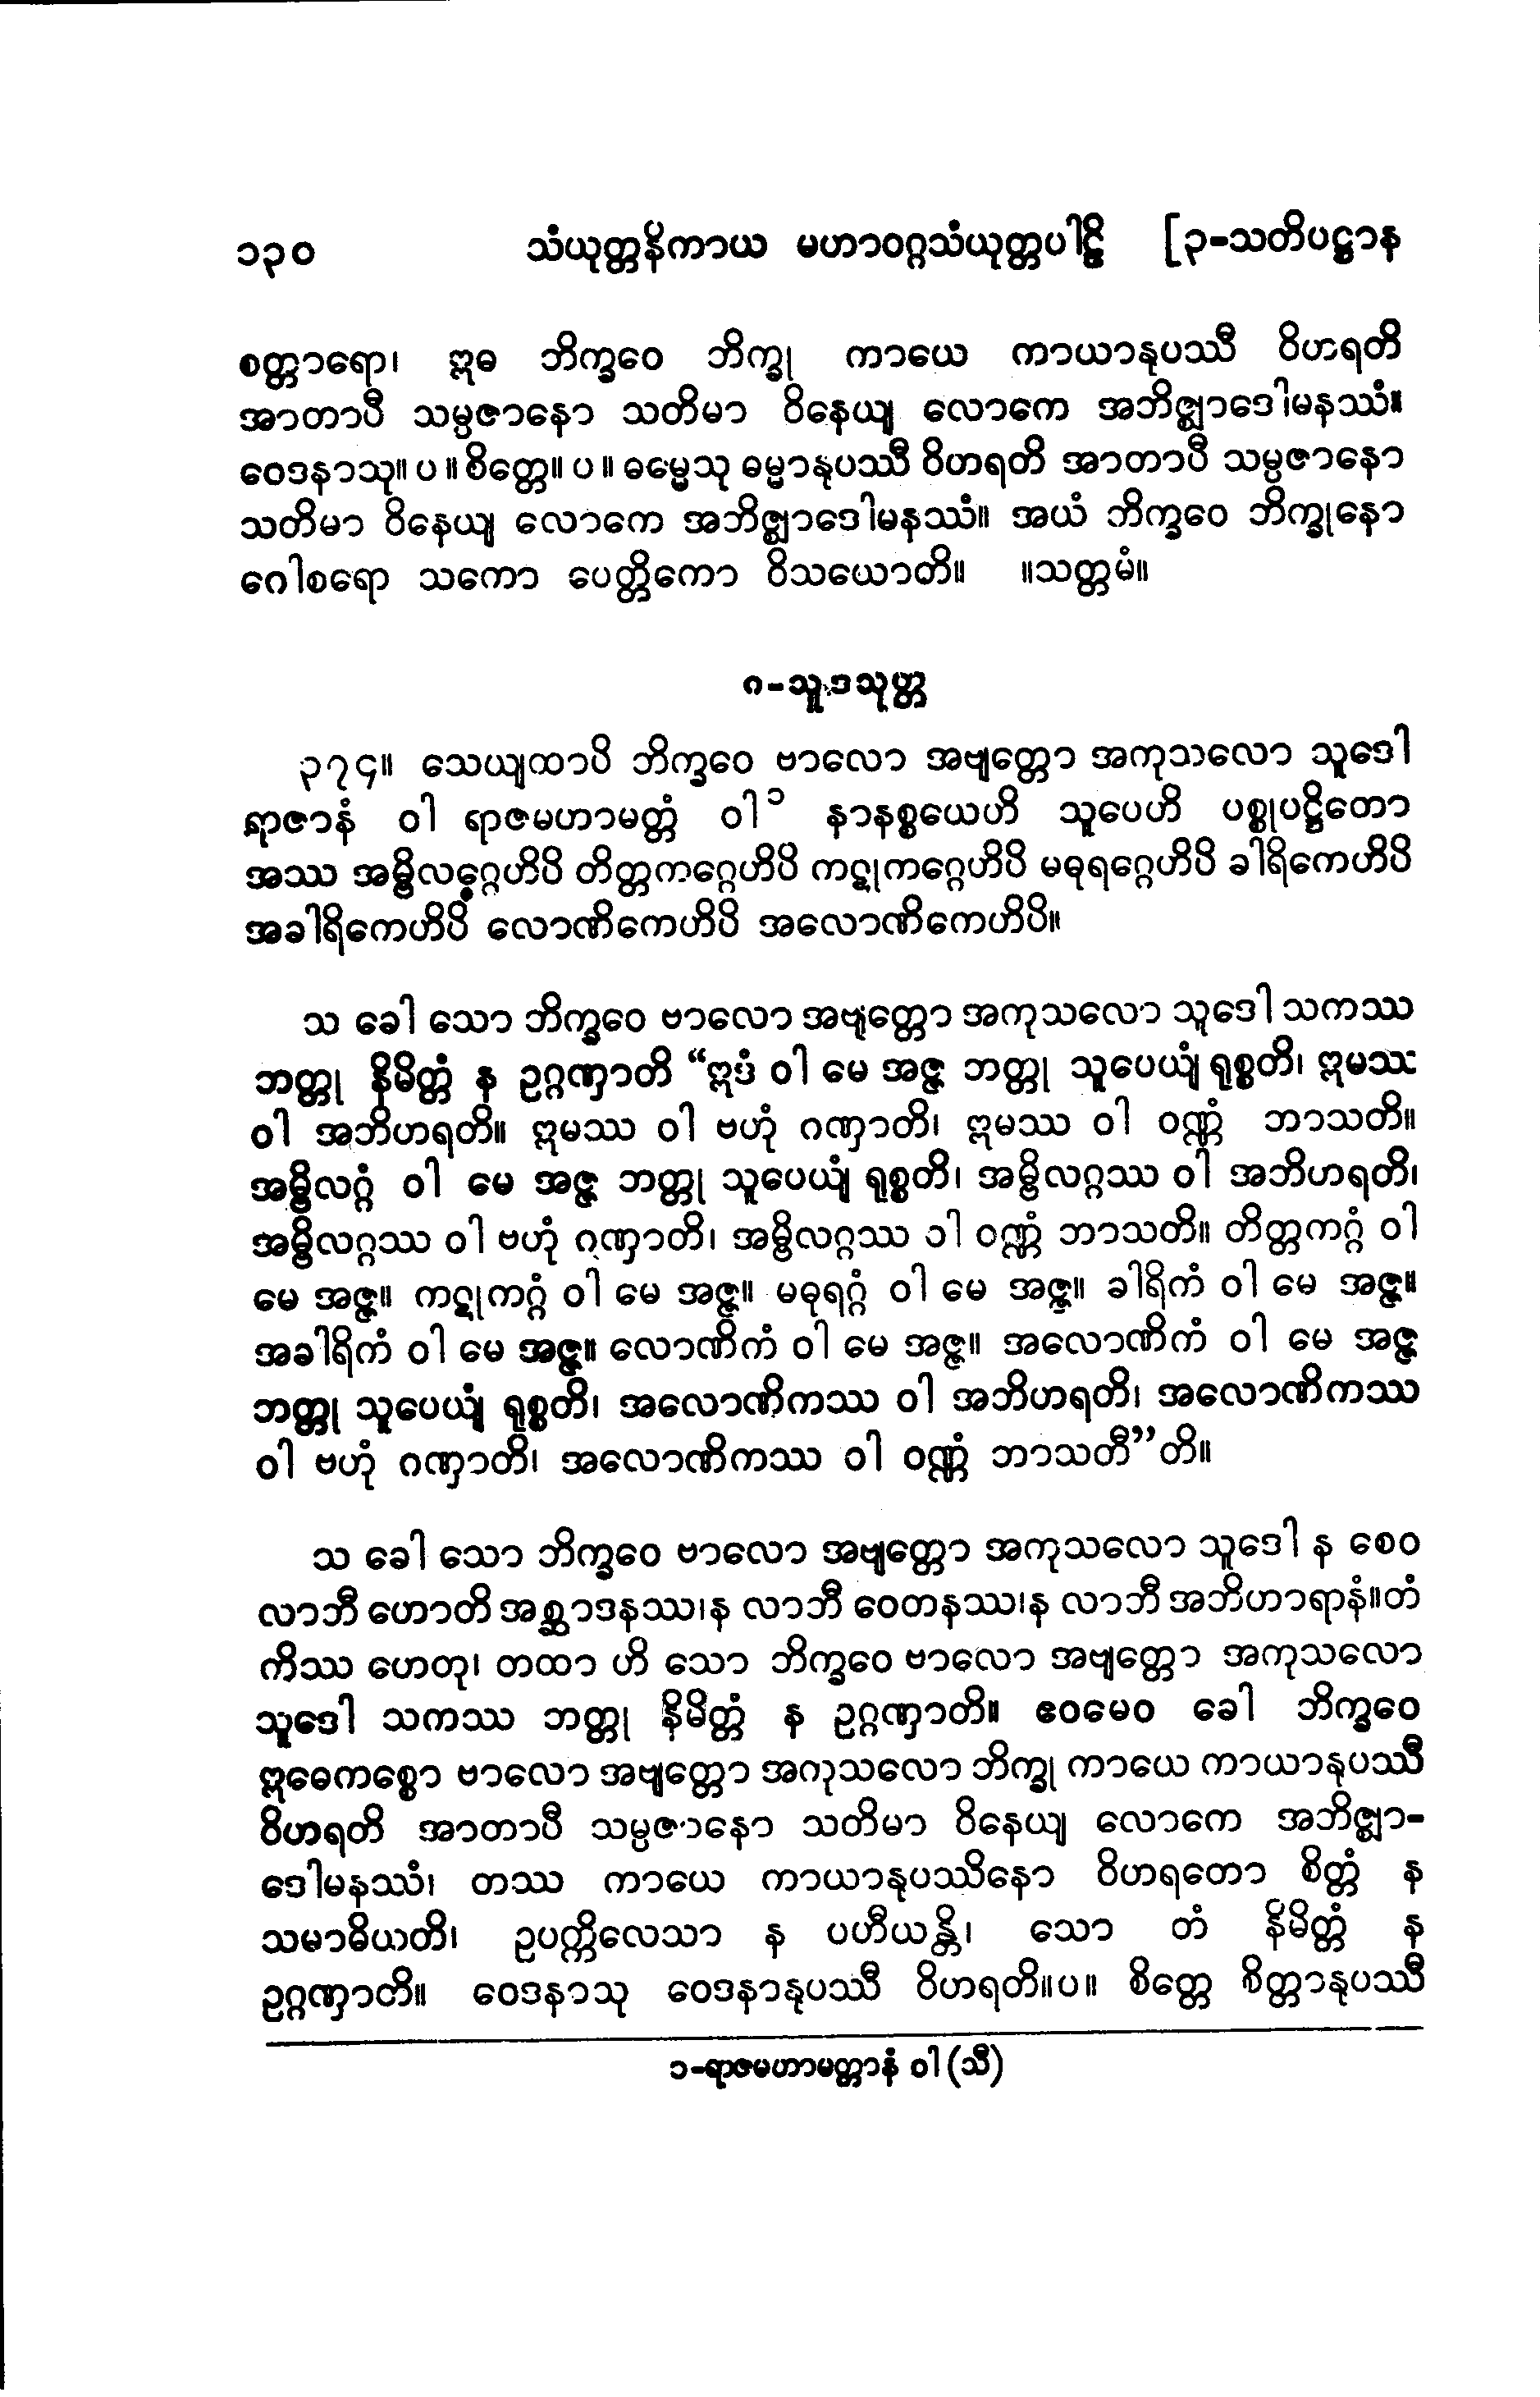 ၁၃၀ သံယုတ္တနိကာယ မဟာဝဂ္ဂသံယုတ္တပါဠိ [၃-သတိပဋ္ဌာန
စတ္တာရော၊ ဣဓ ဘိက္ခဝေ ဘိက္ခု ကာယေ ကာယာနုပဿီ ဝိဟရတိ
အာတာပီ သမ္ပဇာနော သတိမာ ဝိနေယျ လောကေ အဘိဇ္ဈာဒေါမနဿံ။
ဝေဒနာသု။ ပ ။ စိတ္တေ။ ပ ။ ဓမ္မေသု ဓမ္မာနုပဿီ ဝိဟရတိ အာတာပီ သမ္ပဇာနော
သတိမာ ဝိနေယျ လောကေ အဘိဇ္ဈာဒေါမနဿံ။ အယံ ဘိက္ခဝေ ဘိက္ခုနော
ဂေါစရော သကော ပေတ္တိကော ဝိသယောတိ။ ။သတ္တမံ။
၈-သူဒသုတ္တ
၃၇၄။ သေယျထာပိ ဘိက္ခဝေ ဗာလော အဗျတ္တော အကုသလော သူဒေါ
ရာဇာနံ ဝါ ရာဇမဟာမတ္တံ ဝါ ၁ နာနစ္စယေဟိ သူပေဟိ ပစ္စုပဋ္ဌိတော
အဿ အမ္ဗိလဂ္ဂေဟိပိ တိတ္တကဂ္ဂေဟိပိ ကဋုကဂ္ဂေဟိပိ မဓုရဂ္ဂေဟိပိ ခါရိကေဟိပိ
အခါရိကေဟိပိ လောဏိကေဟိပိ အလောဏိကေဟိပိ။
သ ခေါ သော ဘိက္ခဝေ ဗာလော အဗျတ္တော အကုသလော သူဒေါ သကဿ
ဘတ္တု နိမိတ္တံ န ဥဂ္ဂဏှာတိ “ဣဒံ ဝါ မေ အဇ္ဇ ဘတ္တု သူပေယျံ ရုစ္စတိ၊ ဣမဿ
ဝါ အဘိဟရတိ။ ဣမဿ ဝါ ဗဟုံ ဂဏှာတိ၊ ဣမဿ ဝါ ဝဏ္ဏံ ဘာသတိ။
အမ္ဗိလဂ္ဂံ ဝါ မေ အဇ္ဇ ဘတ္တု သူပေယျံ ရုစ္စတိ၊ အမ္ဗိလဂ္ဂဿ ဝါ အဘိဟရတိ၊
အမ္ဗိလဂ္ဂဿ ဝါ ဗဟုံ ဂဏှာတိ၊ အမ္ဗိလဂ္ဂဿ ဝါ ဝဏ္ဏံ ဘာသတိ။ တိတ္တကဂ္ဂံ ဝါ
မေ အဇ္ဇ။ ကဋုကဂ္ဂံ ဝါ မေ အဇ္ဇ။ မဓုရဂ္ဂံ ဝါ မေ အဇ္ဇ။ ခါရိကံ ဝါ မေ အဇ္ဇ။
အခါရိကံ ဝါ မေ အဇ္ဇ။ လောဏိကံ ဝါ မေ အဇ္ဇ။ အလောဏိကံ ဝါ မေ အဇ္ဇ
ဘတ္တု သူပေယျံ ရုစ္စတိ၊ အလောဏိကဿ ဝါ အဘိဟရတိ၊ အလောဏိကဿ
ဝါ ဗဟုံ ဂဏှာတိ၊ အလောဏိကဿ ဝါ ဝဏ္ဏံ ဘာသတီ”တိ။
သ ခေါ သော ဘိက္ခဝေ ဗာလော အဗျတ္တော အကုသလော သူဒေါ န စေဝ
လာဘီ ဟောတိ အစ္ဆာဒနဿ၊န လာဘီ ဝေတနဿ၊န လာဘီ အဘိဟာရာနံ။တံ
ကိဿ ဟေတု၊ တထာ ဟိ သော ဘိက္ခဝေ ဗာလော အဗျတ္တော အကုသလော
သူဒေါ သကဿ ဘတ္တု နိမိတ္တံ န ဥဂ္ဂဏှာတိ။ ဧဝမေဝ ခေါ ဘိက္ခဝေ
ဣဓေကစ္စော ဗာလော အဗျတ္တော အကုသလော ဘိက္ခု ကာယေ ကာယာနုပဿီ
ဝိဟရတိ အာတာပီ သမ္ပဇာနော သတိမာ ဝိနေယျ လောကေ အဘိဇ္ဈာ-
ဒေါမနဿံ၊ တဿ ကာယေ ကာယာနုပဿိနော ဝိဟရတော စိတ္တံ န
သမာဓိယတိ၊ ဥပက္ကိလေသာ န ပဟီယန္တိ၊ သော တံ နိမိတ္တံ န
ဥဂ္ဂဏှာတိ။ ဝေဒနာသု ဝေဒနာနုပဿီ ဝိဟရတိ။ပ။ စိတ္တေ စိတ္တာနုပဿီ
၁-ရာဇမဟာမတ္တာနံ ဝါ (သီ)